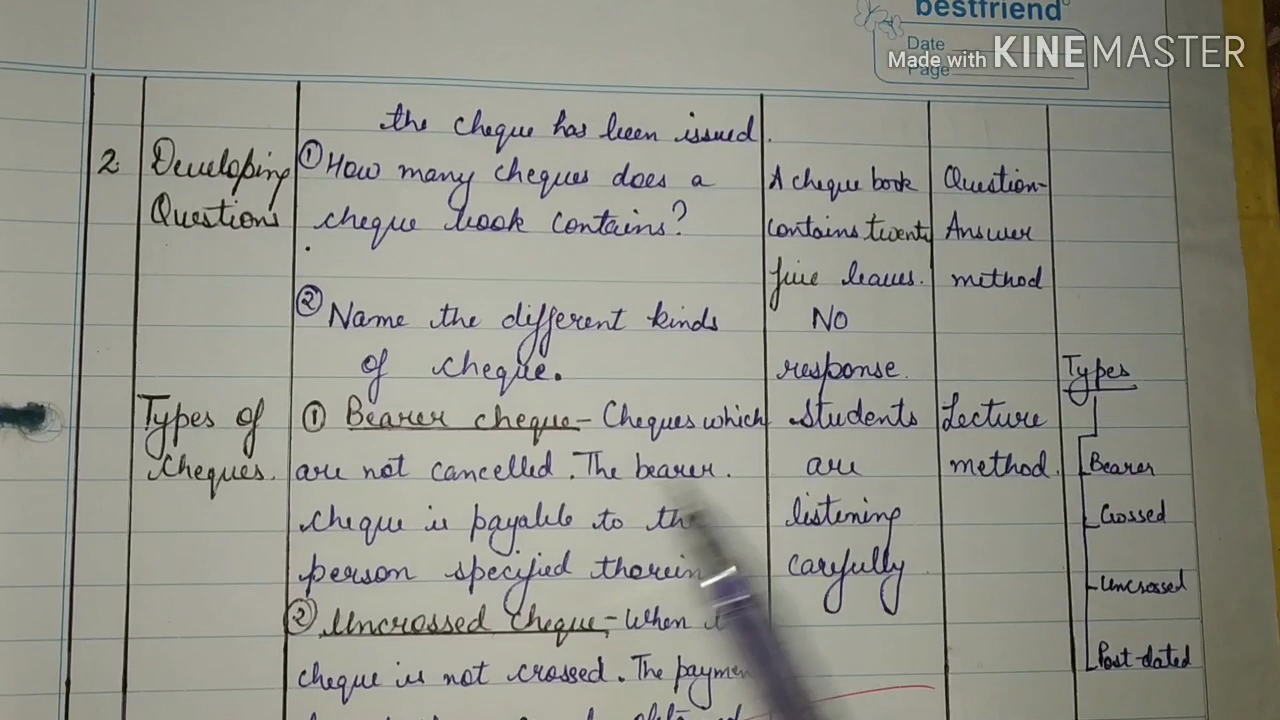 bestfriend
Date
Page
Made with KINEMASTER
the cheque has been issued.
2 Developing Questions
① How many cheques does a
cheque book contains?
A cheque book
contains twenty
five leaves.
Question-
Answer
method
② Name the different kinds
of cheque.
No
response.
Types of
cheques.
① Bearer cheque - Cheques which
are not cancelled. The bearer
cheque is payable to the
person specified therein
② Uncrossed Cheque - When
cheque is not crossed. The
students
are
listening
carefully
Lecture
method.
Types
Bearer
Crossed
Uncrossed
Post-dated